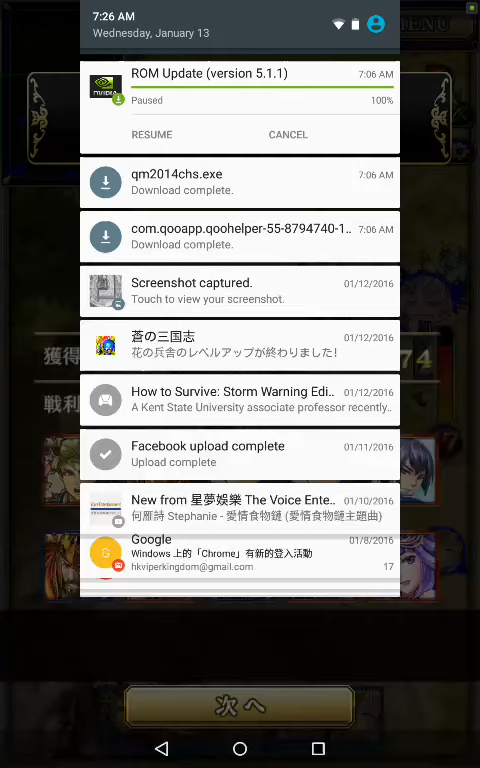 7:26 AM
Wednesday, January 13
MENU
ROM Update (version 5.1.1)
7:06 AM
NVIDIA
Paused
100%
RESUME
CANCEL
qm2014chs.exe
7:06 AM
Download complete.
com.qooapp.qoohelper-55-8794740-1..
7:06 AM
Download complete.
Screenshot captured.
01/12/2016
Touch to view your screenshot.
蒼の三国志
01/12/2016
花の兵舎のレベルアップが終わりました!
獲得
74
How to Survive: Storm Warning Edi..
01/12/2016
A Kent State University associate professor recently..
戦利
Facebook upload complete
01/11/2016
Upload complete
New from 星夢娛樂 The Voice Ente..
01/10/2016
何雁詩 Stephanie - 愛情食物鏈 (愛情食物鏈主題曲)
Google
01/8/2016
G
Windows 上的「Chrome」有新的登入活動
hkviperkingdom@gmail.com
17
次へ